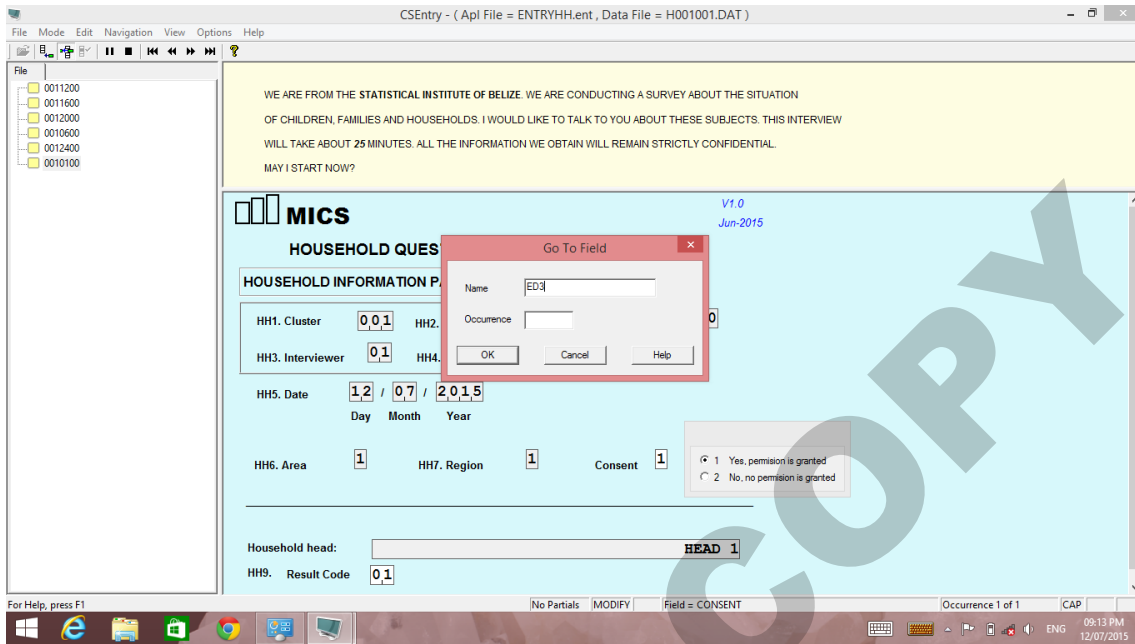 CSEntry - ( Apl File = ENTRYHH.ent , Data File = H001001.DAT )
File Mode Edit Navigation View Options Help
File
0011200
0011600
0012000
0010600
0012400
0010100
WE ARE FROM THE STATISTICAL INSTITUTE OF BELIZE. WE ARE CONDUCTING A SURVEY ABOUT THE SITUATION
OF CHILDREN, FAMILIES AND HOUSEHOLDS. I WOULD LIKE TO TALK TO YOU ABOUT THESE SUBJECTS. THIS INTERVIEW
WILL TAKE ABOUT 25 MINUTES. ALL THE INFORMATION WE OBTAIN WILL REMAIN STRICTLY CONFIDENTIAL.
MAY I START NOW?
MICS
V1.0
Jun-2015
HOUSEHOLD QUES
HOUSEHOLD INFORMATION P
Go To Field
Name ED3
Occurrence
OK Cancel Help
HH1. Cluster 001 HH2. 0
HH3. Interviewer 01 HH4.
HH5. Date 12 / 07 / 2015
Day Month Year
HH6. Area 1 HH7. Region 1 Consent 1
1 Yes, permision is granted
2 No, no permision is granted
Household head: HEAD 1
HH9. Result Code 01
COPY
For Help, press F1 No Partials MODIFY Field = CONSENT Occurrence 1 of 1 CAP
ENG 09:13 PM
12/07/2015